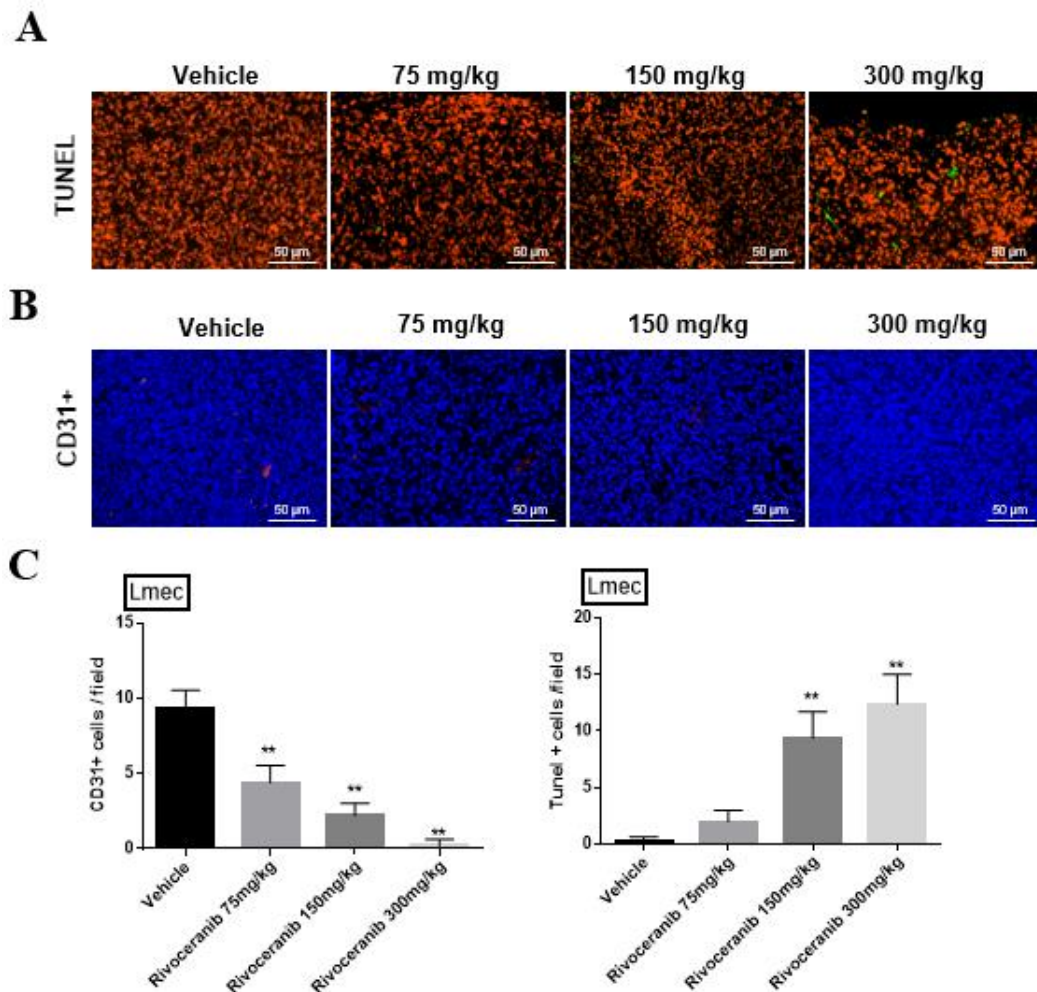 A
Vehicle 75 mg/kg 150 mg/kg 300 mg/kg
TUNEL
50 µm 50 µm 50 µm 50 µm
B
Vehicle 75 mg/kg 150 mg/kg 300 mg/kg
CD31+
50 µm 50 µm 50 µm 50 µm
C
Lmec
CD31+ cells / field
15
10
5
0
**
**
**
Vehicle
Rivoceranib 75mg/kg
Rivoceranib 150mg/kg
Rivoceranib 300mg/kg
Lmec
Tunel + cells /field
20
15
10
5
0
**
**
Vehicle
Rivoceranib 75mg/kg
Rivoceranib 150mg/kg
Rivoceranib 300mg/kg